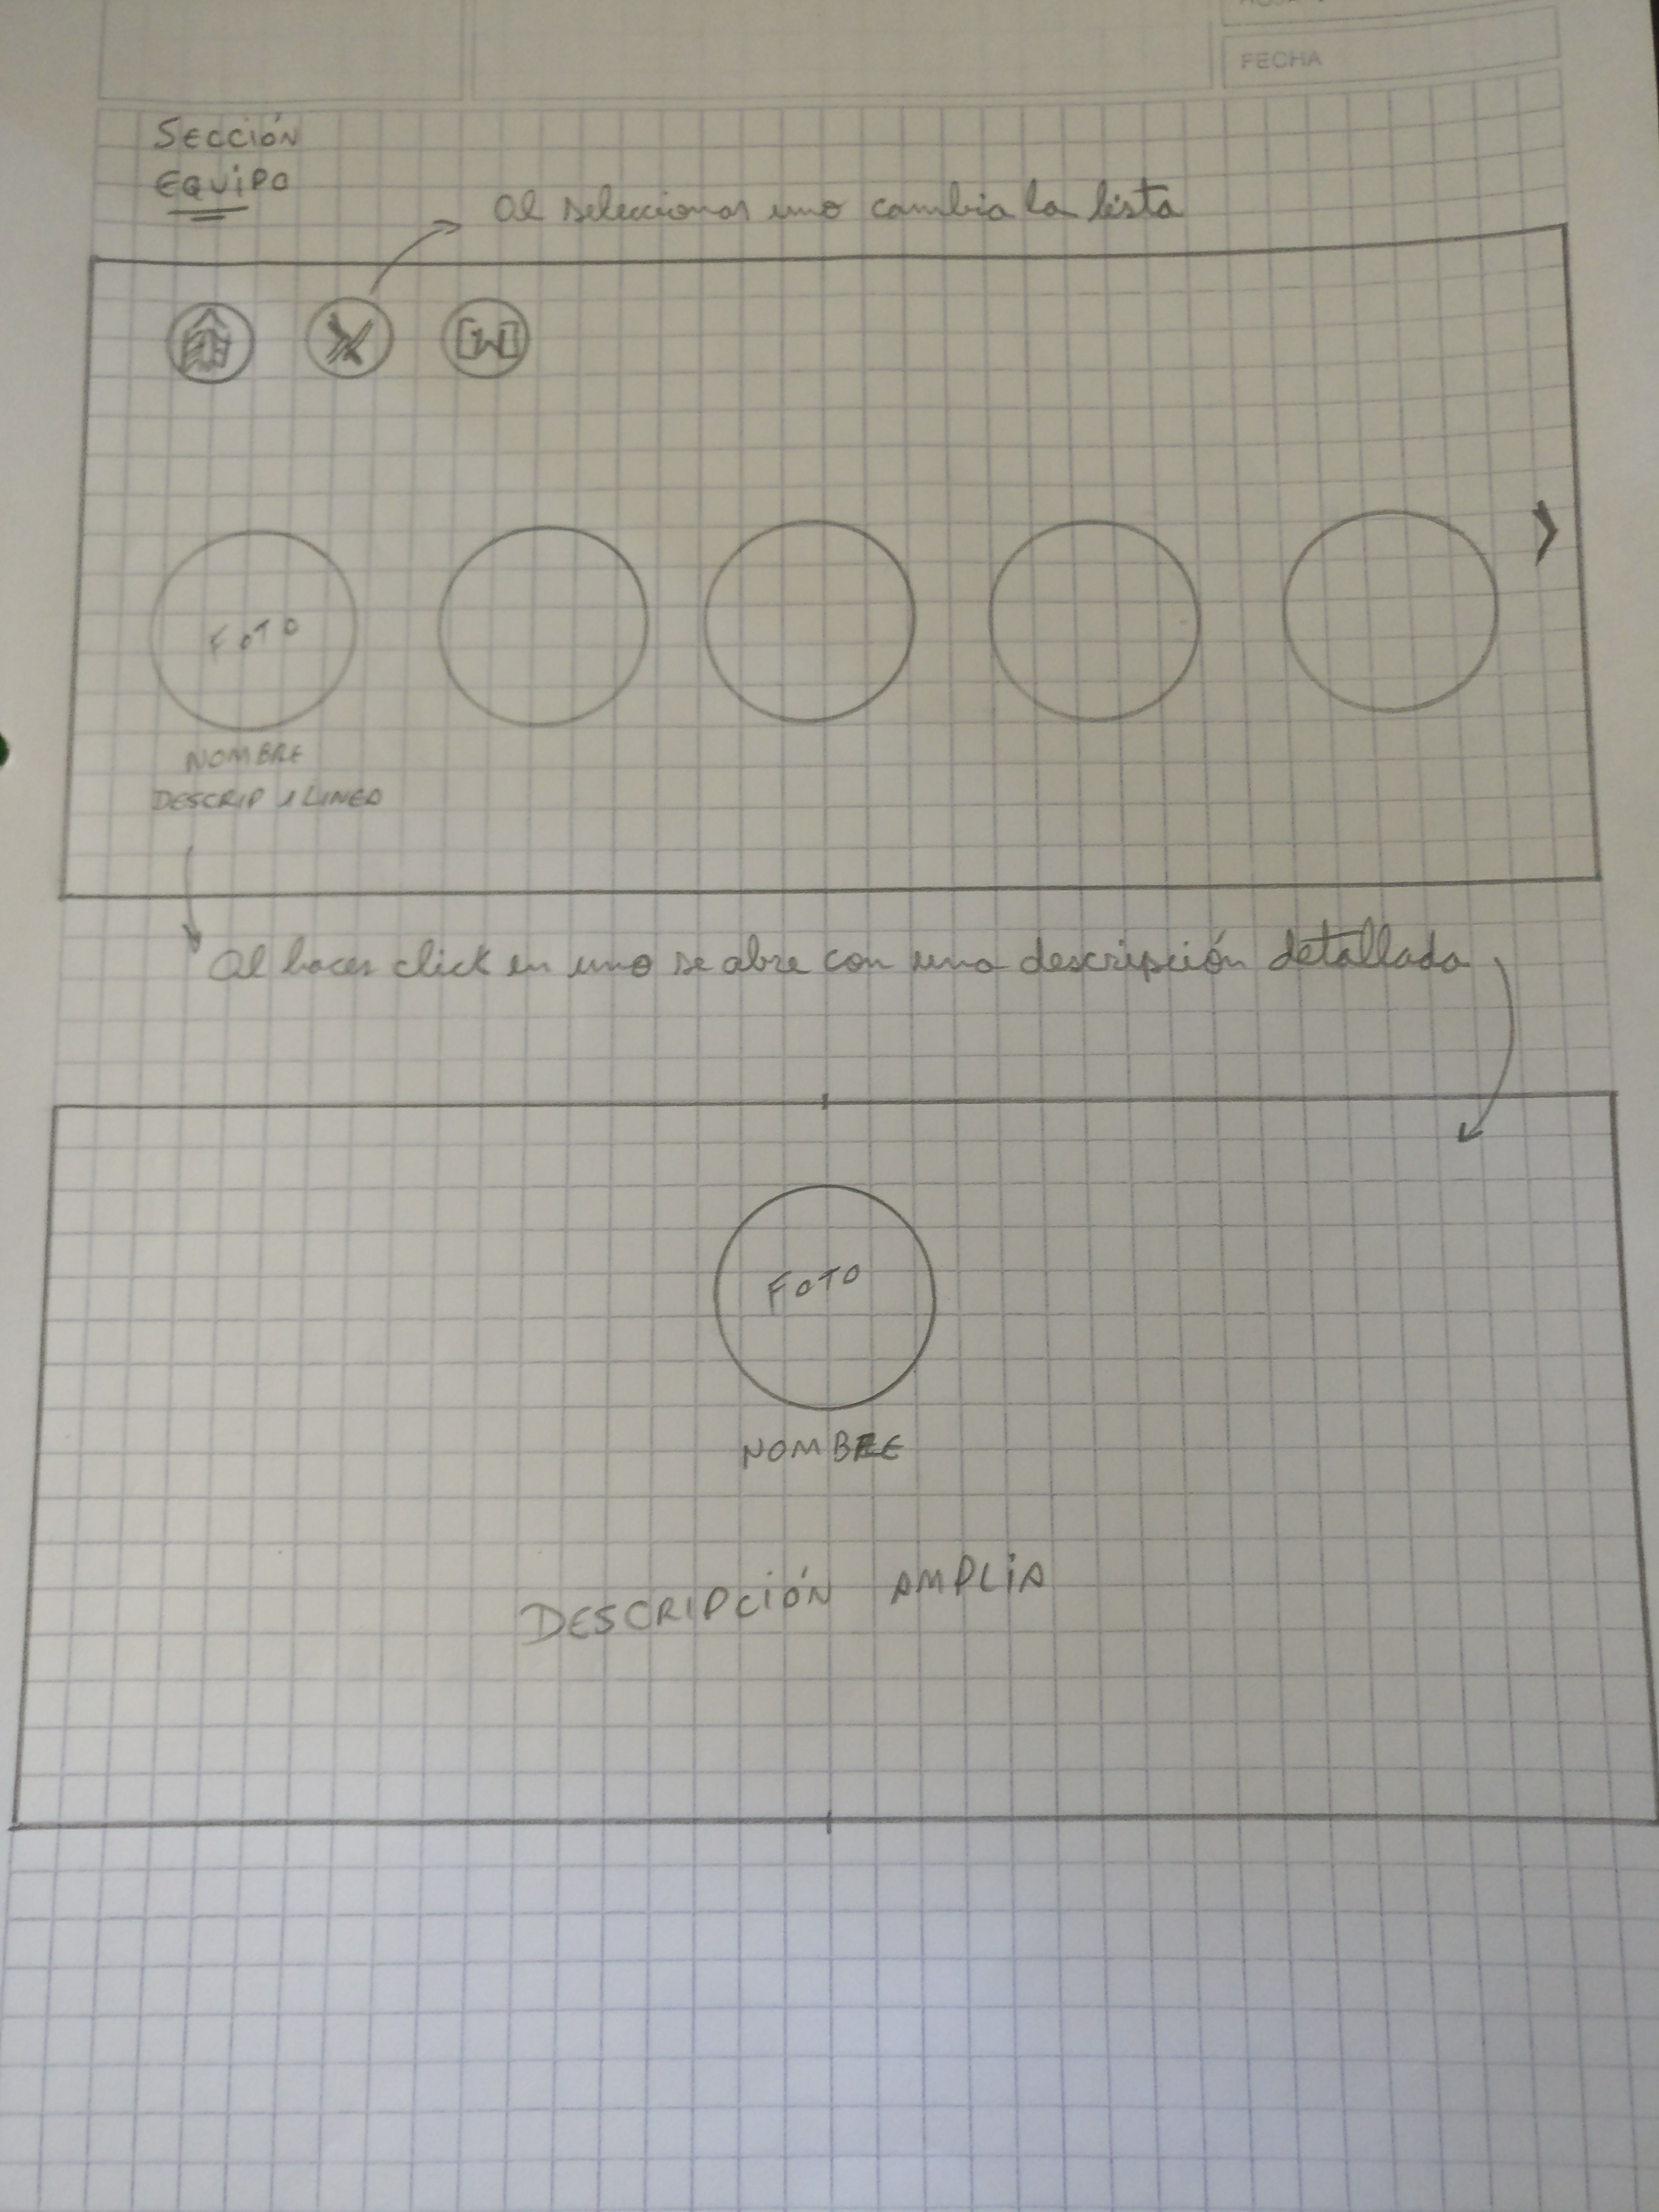 FECHA
SECCIÓN
EQUIPO
Al seleccionar uno cambia la lista
[W]
FOTO
NOMBRE
DESCRIP 1 LINEA
Al hacer click en uno se abre con una descripción detallada
FOTO
NOMBRE
DESCRIPCIÓN AMPLIA